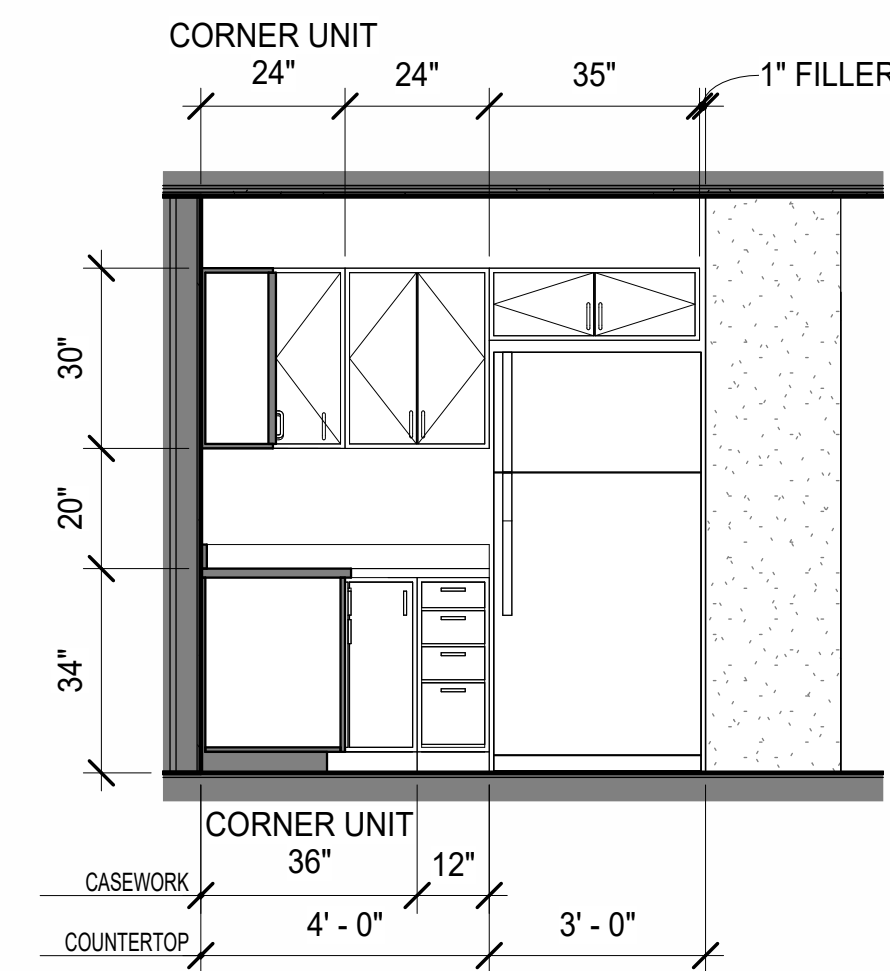 CORNER UNIT
24"
24"
35"
1" FILLER
30"
20"
34"
CORNER UNIT
36"
12"
CASEWORK
4' - 0"
3' - 0"
COUNTERTOP